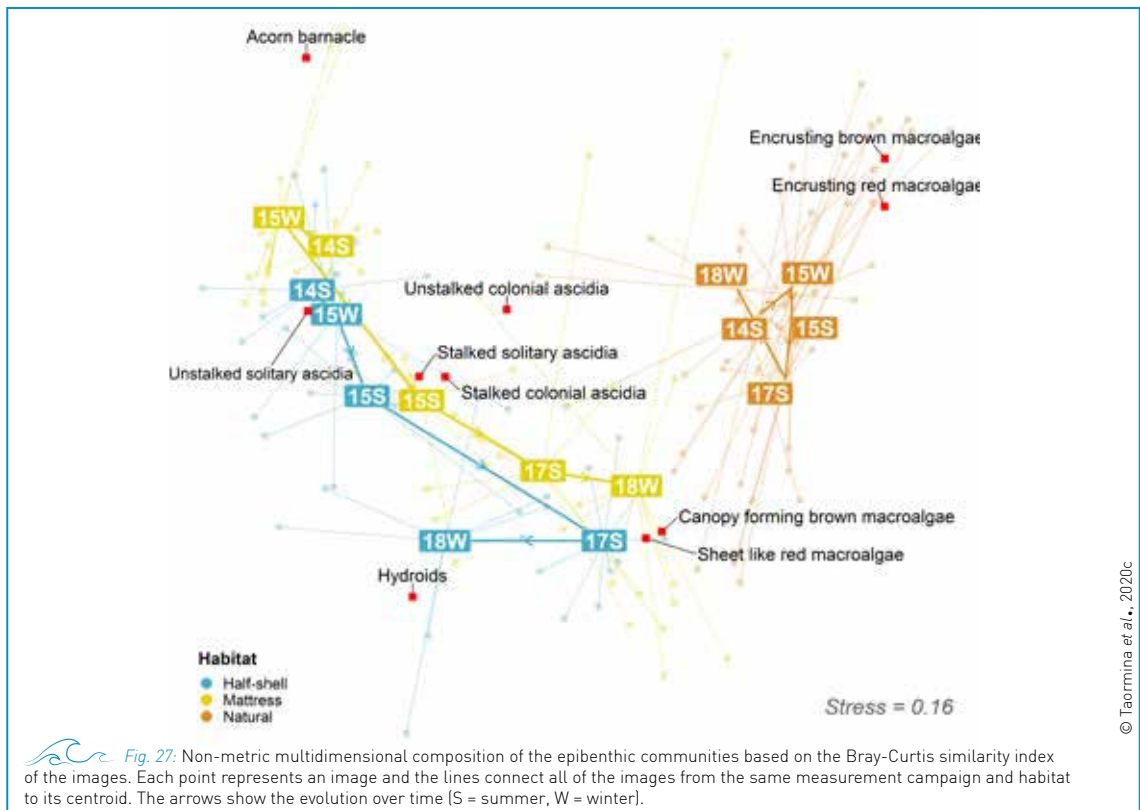 Acorn barnacle
Encrusting brown macroalgae
Encrusting red macroalgae
15W
14S
18W
15W
14S
15W
Unstalked colonial ascidia
14S
15S
Unstalked solitary ascidia
Stalked solitary ascidia
Stalked colonial ascidia
15S
15S
17S
17S
18W
Canopy forming brown macroalgae
18W
17S
Sheet like red macroalgae
Hydroids
Habitat
Half-shell
Mattress
Natural
Stress = 0.16
© Taormina et al., 2020c
Fig. 27: Non-metric multidimensional composition of the epibenthic communities based on the Bray-Curtis similarity index
of the images. Each point represents an image and the lines connect all of the images from the same measurement campaign and habitat
to its centroid. The arrows show the evolution over time (S = summer, W = winter).